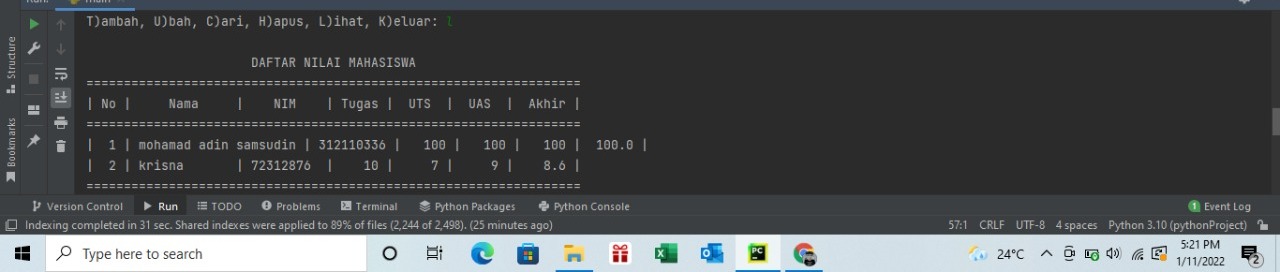 Run: main
T)ambah, U)bah, C)ari, H)apus, L)ihat, K)eluar: l
DAFTAR NILAI MAHASISWA
==================================================================
| No | Nama | NIM | Tugas | UTS | UAS | Akhir |
==================================================================
| 1 | mohamad adin samsudin | 312110336 | 100 | 100 | 100 | 100.0 |
| 2 | krisna | 72312876 | 10 | 7 | 9 | 8.6 |
==================================================================
Structure
Bookmarks
Version Control Run TODO Problems Terminal Python Packages Python Console 1 Event Log
Indexing completed in 31 sec. Shared indexes were applied to 89% of files (2,244 of 2,498). (25 minutes ago) 57:1 CRLF UTF-8 4 spaces Python 3.10 (pythonProject)
Type here to search 24°C 5:21 PM
1/11/2022 2